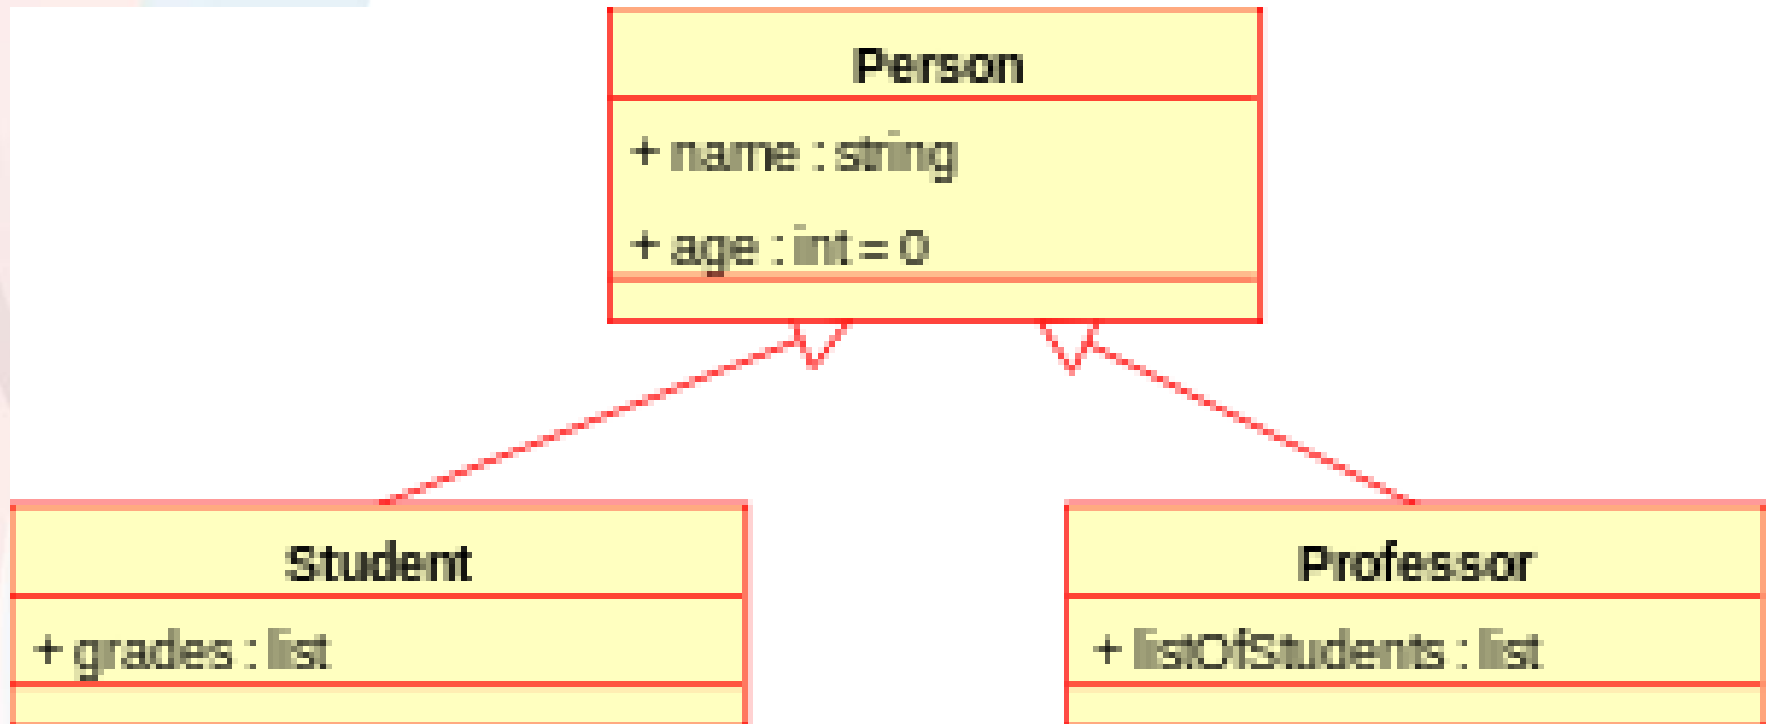 Person
+ name : string
+ age : int = 0
Student
+ grades : list
Professor
+ listOfStudents : list